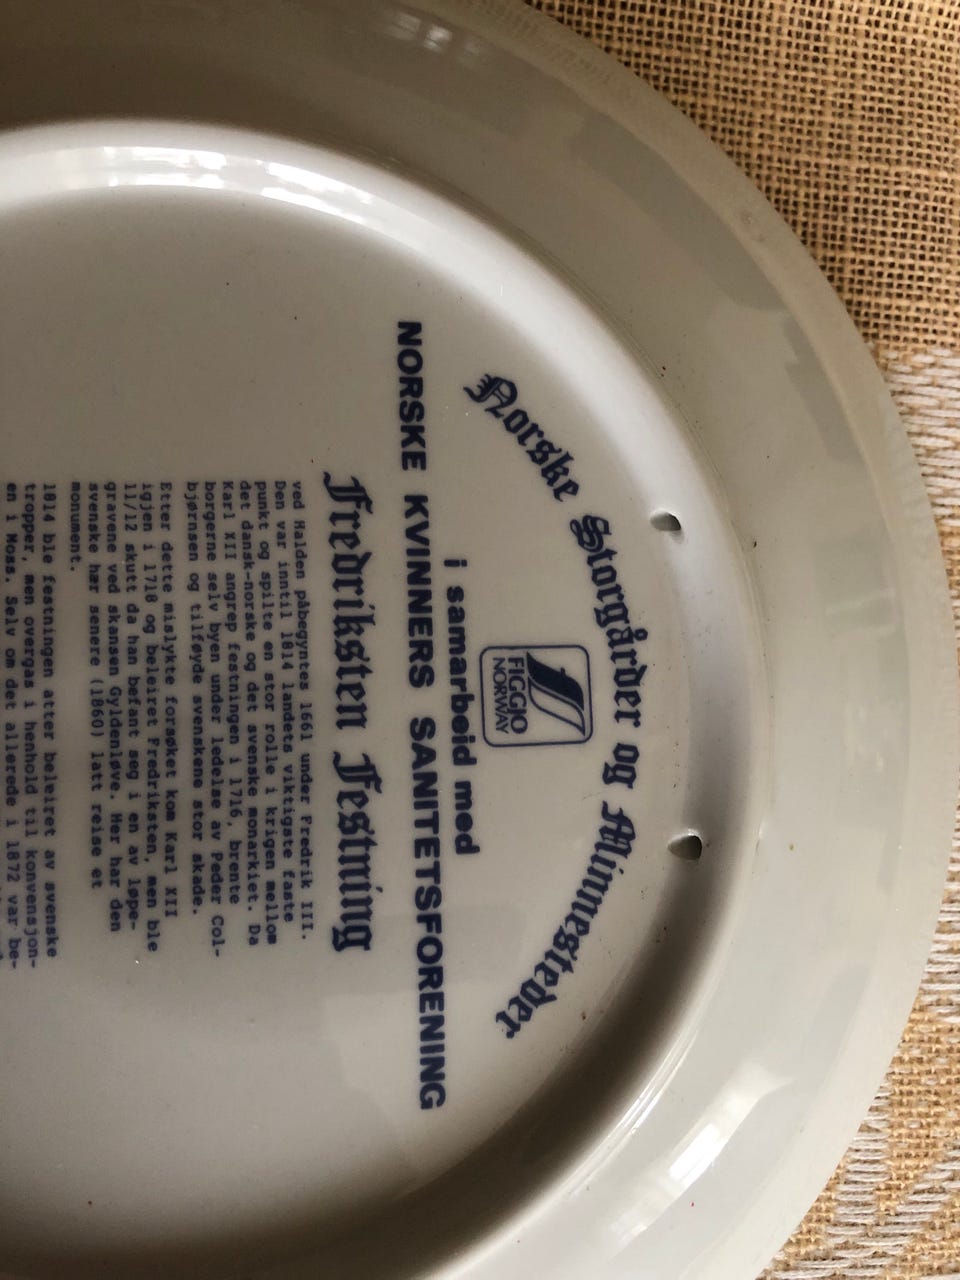 Norske Storgårder og Minnesteder
FIGGJO
NORWAY
i samarbeid med
NORSKE KVINNERS SANITETSFORENING
Fredriksten Festning
ved Halden påbegyntes 1661 under Fredrik III.
Den var inntil 1814 landets viktigste faste
punkt og spilte en stor rolle i krigen mellom
det dansk-norske og det svenske monarkiet. Da
Karl XII angrep festningen i 1716, brente
borgerne selv byen under ledelse av Peder Col-
bjørnsen og tilføyde svenskene stor skade.
Etter dette mislykte forsøket kom Karl XII
igjen i 1718 og beleiret Fredriksten, men ble
11/12 skutt da han befant seg i en av løpe-
gravene ved skansen Gyldenløve. Her har den
svenske hær senere (1860) latt reise et
monument.
1814 ble festningen atter beleiret av svenske
tropper, men overgas i henhold til konvensjon-
en i Moss. Selv om det allerede i 1872 var be-